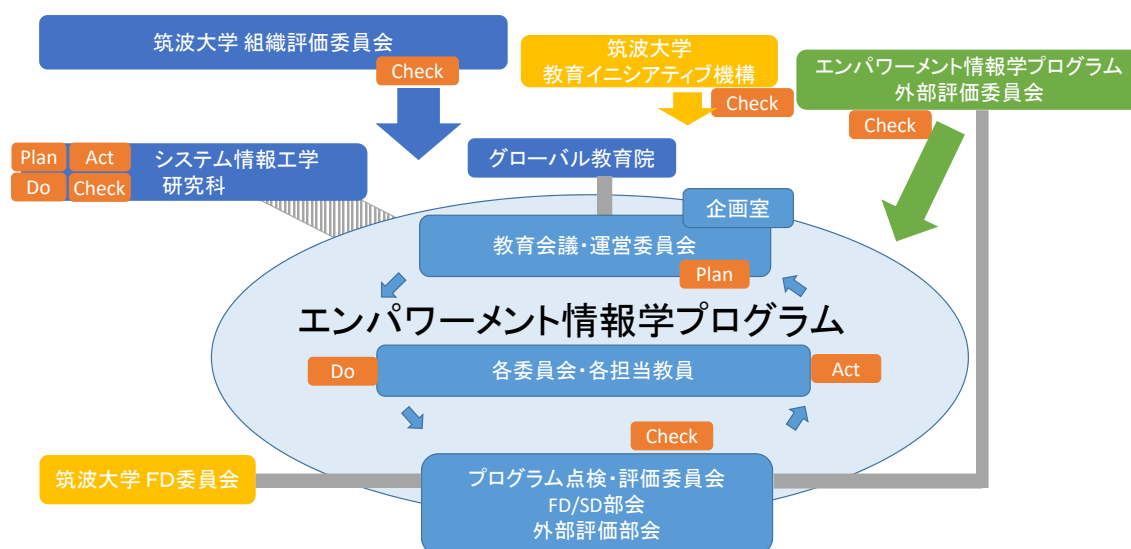 筑波大学 組織評価委員会
Check
筑波大学
教育イニシアティブ機構
Check
エンパワーメント情報学プログラム
外部評価委員会
Check
Plan
Act
Do
Check
システム情報工学
研究科
グローバル教育院
企画室
教育会議・運営委員会
Plan
エンパワーメント情報学プログラム
Do
各委員会・各担当教員
Act
Check
筑波大学 FD委員会
プログラム点検・評価委員会
FD/SD部会
外部評価部会